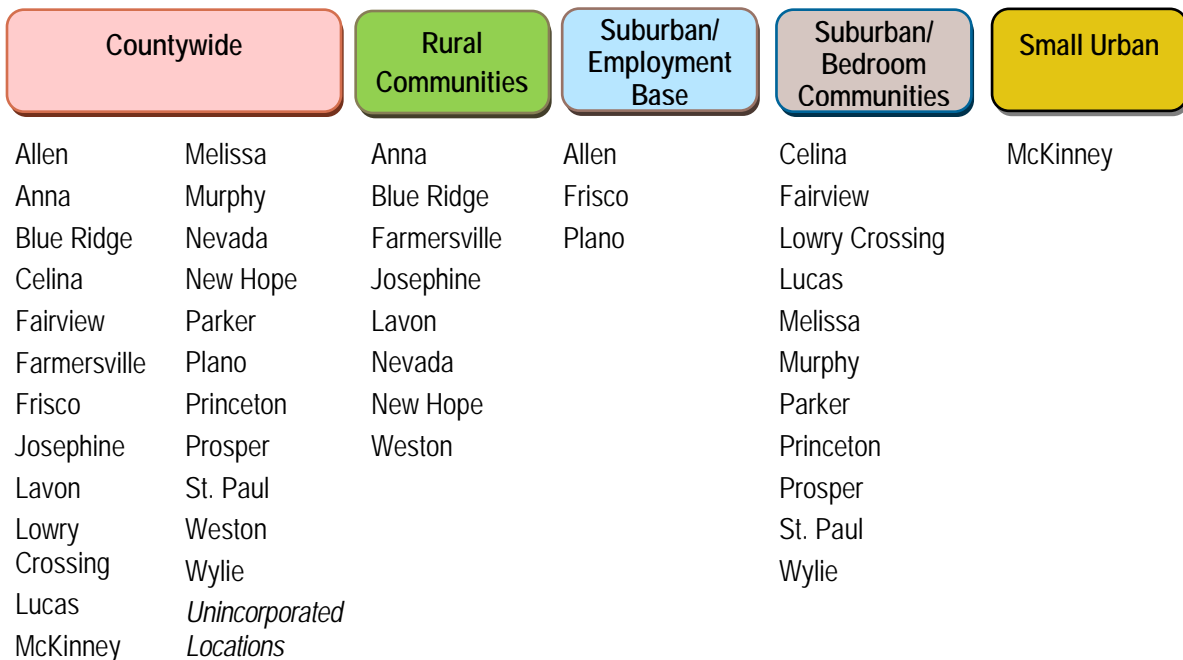 Countywide
Rural
Communities
Suburban/
Employment
Base
Suburban/
Bedroom
Communities
Small Urban
Allen
Anna
Blue Ridge
Celina
Fairview
Farmersville
Frisco
Josephine
Lavon
Lowry
Crossing
Lucas
McKinney
Melissa
Murphy
Nevada
New Hope
Parker
Plano
Princeton
Prosper
St. Paul
Weston
Wylie
Unincorporated
Locations
Anna
Blue Ridge
Farmersville
Josephine
Lavon
Nevada
New Hope
Weston
Allen
Frisco
Plano
Celina
Fairview
Lowry Crossing
Lucas
Melissa
Murphy
Parker
Princeton
Prosper
St. Paul
Wylie
McKinney